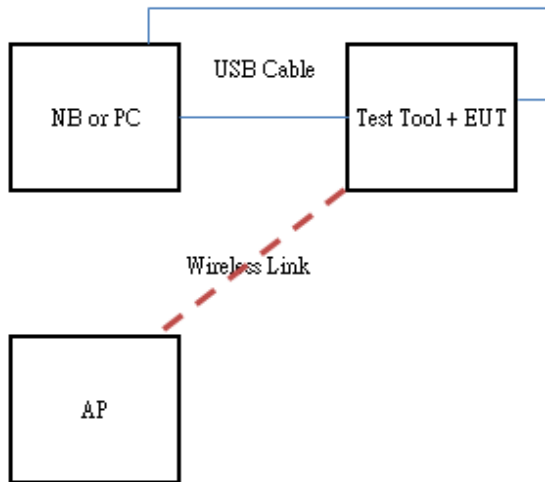 USB Cable
NB or PC
Test Tool + EUT
Wireless Link
AP